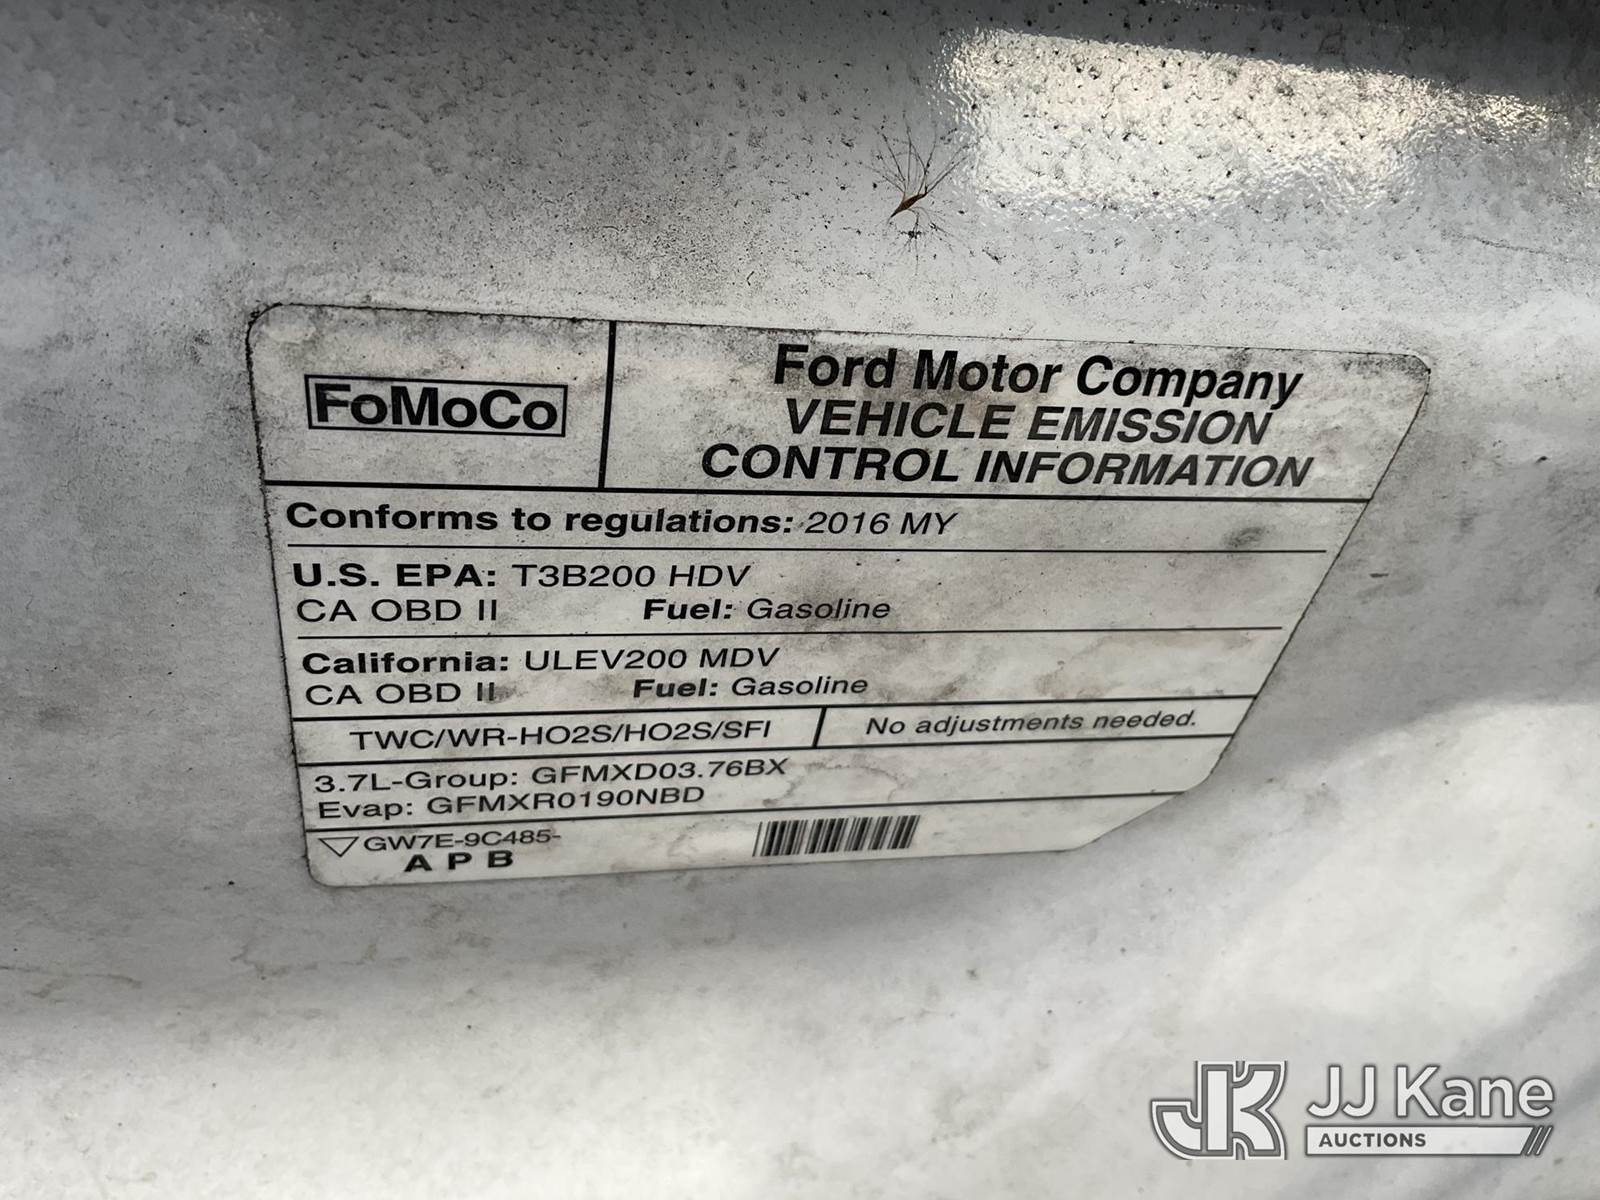 FoMoCo
Ford Motor Company
VEHICLE EMISSION
CONTROL INFORMATION
Conforms to regulations: 2016 MY
U.S. EPA: T3B200 HDV
CA OBD II Fuel: Gasoline
California: ULEV200 MDV
CA OBD II Fuel: Gasoline
TWC/WR-HO2S/HO2S/SFI No adjustments needed.
3.7L-Group: GFMXD03.76BX
Evap: GFMXR0190NBD
GW7E-9C485-
A P B
JK JJ Kane
AUCTIONS